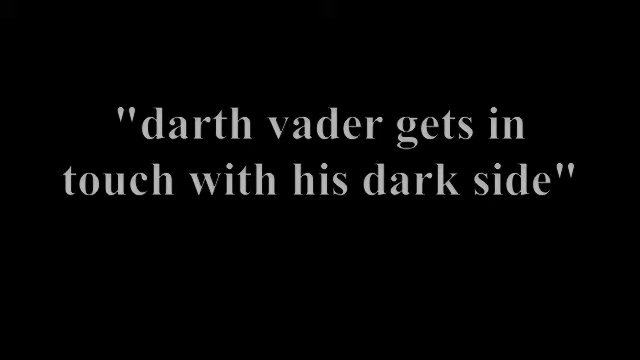 "darth vader gets in
touch with his dark side"